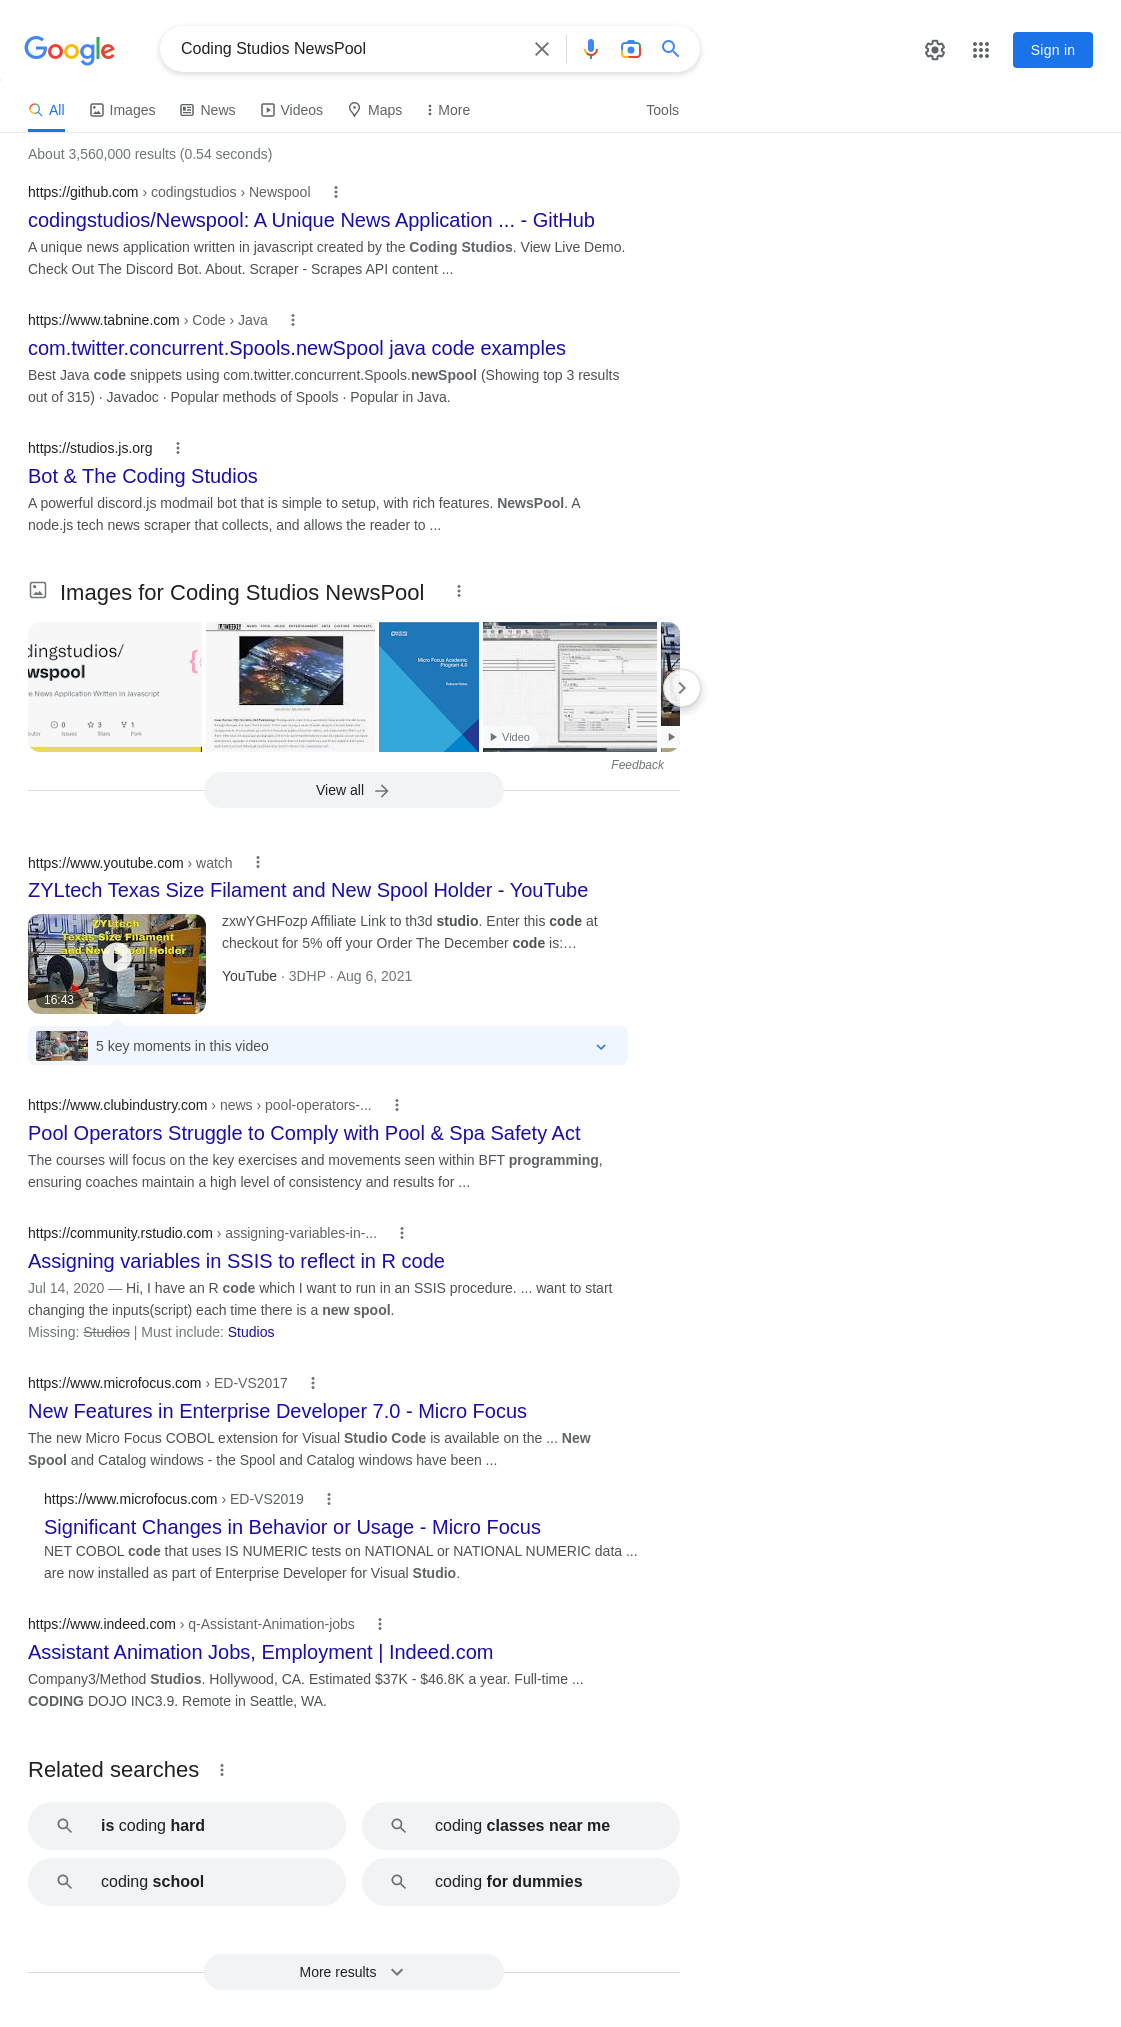 Google
Coding Studios NewsPool
Sign in
All Images News Videos Maps More Tools
About 3,560,000 results (0.54 seconds)
https://github.com › codingstudios › Newspool
codingstudios/Newspool: A Unique News Application ... - GitHub
A unique news application written in javascript created by the Coding Studios. View Live Demo.
Check Out The Discord Bot. About. Scraper - Scrapes API content ...
https://www.tabnine.com › Code › Java
com.twitter.concurrent.Spools.newSpool java code examples
Best Java code snippets using com.twitter.concurrent.Spools.newSpool (Showing top 3 results
out of 315) · Javadoc · Popular methods of Spools · Popular in Java.
https://studios.js.org
Bot & The Coding Studios
A powerful discord.js modmail bot that is simple to setup, with rich features. NewsPool. A
node.js tech news scraper that collects, and allows the reader to ...
Images for Coding Studios NewsPool
dingstudios/
wspool
e News Application Written In Javascript
0 3 1
butor Issues Stars Fork
Micro Focus Academic
Program 4.0
Release Notes
Video
Feedback
View all
https://www.youtube.com › watch
ZYLtech Texas Size Filament and New Spool Holder - YouTube
ZYLtech
Texas Size Filament
and New Spool Holder
16:43
zxwYGHFozp Affiliate Link to th3d studio. Enter this code at
checkout for 5% off your Order The December code is:...
YouTube · 3DHP · Aug 6, 2021
5 key moments in this video
https://www.clubindustry.com › news › pool-operators-...
Pool Operators Struggle to Comply with Pool & Spa Safety Act
The courses will focus on the key exercises and movements seen within BFT programming,
ensuring coaches maintain a high level of consistency and results for ...
https://community.rstudio.com › assigning-variables-in-...
Assigning variables in SSIS to reflect in R code
Jul 14, 2020 — Hi, I have an R code which I want to run in an SSIS procedure. ... want to start
changing the inputs(script) each time there is a new spool.
Missing: Studios | Must include: Studios
https://www.microfocus.com › ED-VS2017
New Features in Enterprise Developer 7.0 - Micro Focus
The new Micro Focus COBOL extension for Visual Studio Code is available on the ... New
Spool and Catalog windows - the Spool and Catalog windows have been ...
https://www.microfocus.com › ED-VS2019
Significant Changes in Behavior or Usage - Micro Focus
NET COBOL code that uses IS NUMERIC tests on NATIONAL or NATIONAL NUMERIC data ...
are now installed as part of Enterprise Developer for Visual Studio.
https://www.indeed.com › q-Assistant-Animation-jobs
Assistant Animation Jobs, Employment | Indeed.com
Company3/Method Studios. Hollywood, CA. Estimated $37K - $46.8K a year. Full-time ...
CODING DOJO INC3.9. Remote in Seattle, WA.
Related searches
is coding hard
coding classes near me
coding school
coding for dummies
More results